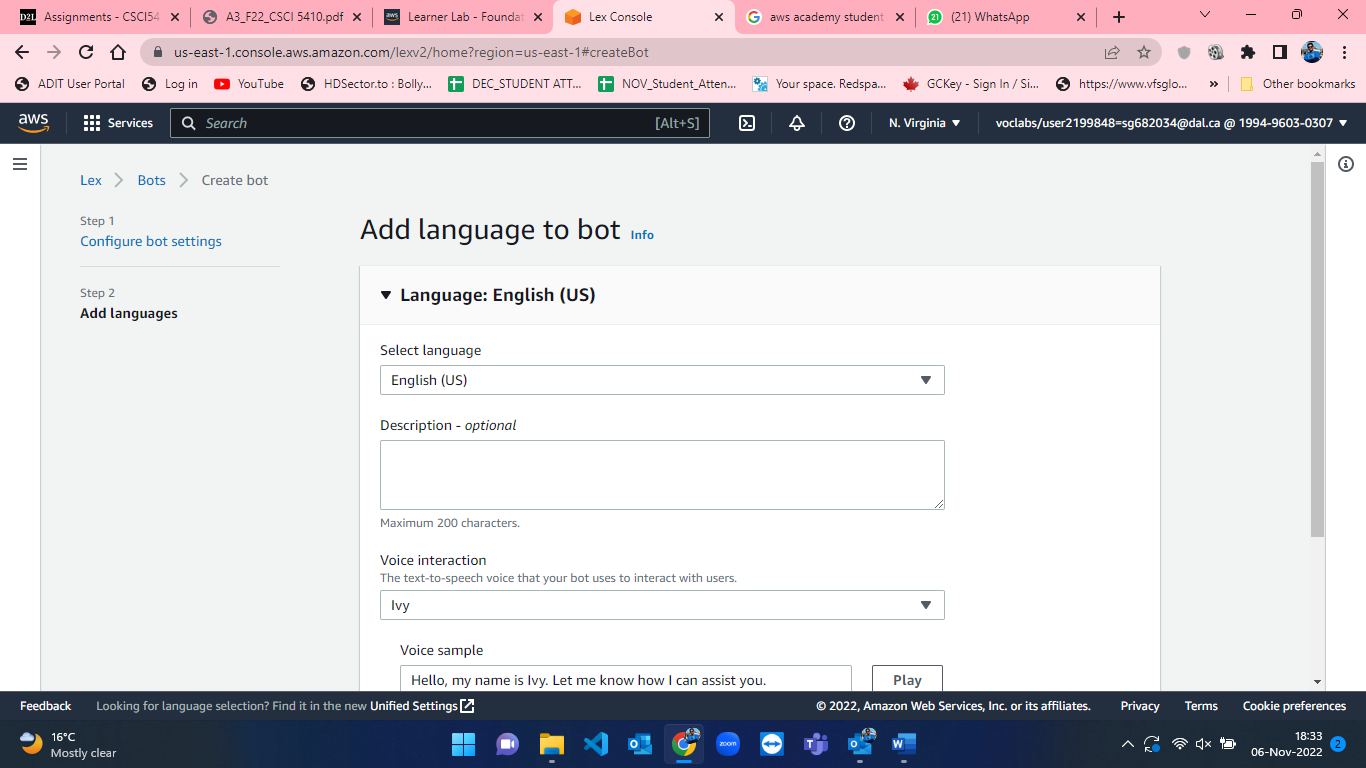 Assignments - CSCI54
A3_F22_CSCI 5410.pdf
Learner Lab - Foundat
Lex Console
aws academy student
(21) WhatsApp
us-east-1.console.aws.amazon.com/lexv2/home?region=us-east-1#createBot
ADIT User Portal
Log in
YouTube
HDSector.to : Bolly...
DEC_STUDENT ATT...
NOV_Student_Atten...
Your space. Redspa...
GCKey - Sign In / Si...
https://www.vfsglo...
»
Other bookmarks
aws
Services
Search
[Alt+S]
N. Virginia
voclabs/user2199848=sg682034@dal.ca @ 1994-9603-0307
Lex
Bots
Create bot
Step 1
Configure bot settings
Step 2
Add languages
Add language to bot Info
Language: English (US)
Select language
English (US)
Description - optional
Maximum 200 characters.
Voice interaction
The text-to-speech voice that your bot uses to interact with users.
Ivy
Voice sample
Hello, my name is Ivy. Let me know how I can assist you.
Play
Feedback
Looking for language selection? Find it in the new Unified Settings
© 2022, Amazon Web Services, Inc. or its affiliates.
Privacy
Terms
Cookie preferences
16°C
Mostly clear
zoom
18:33
06-Nov-2022
2